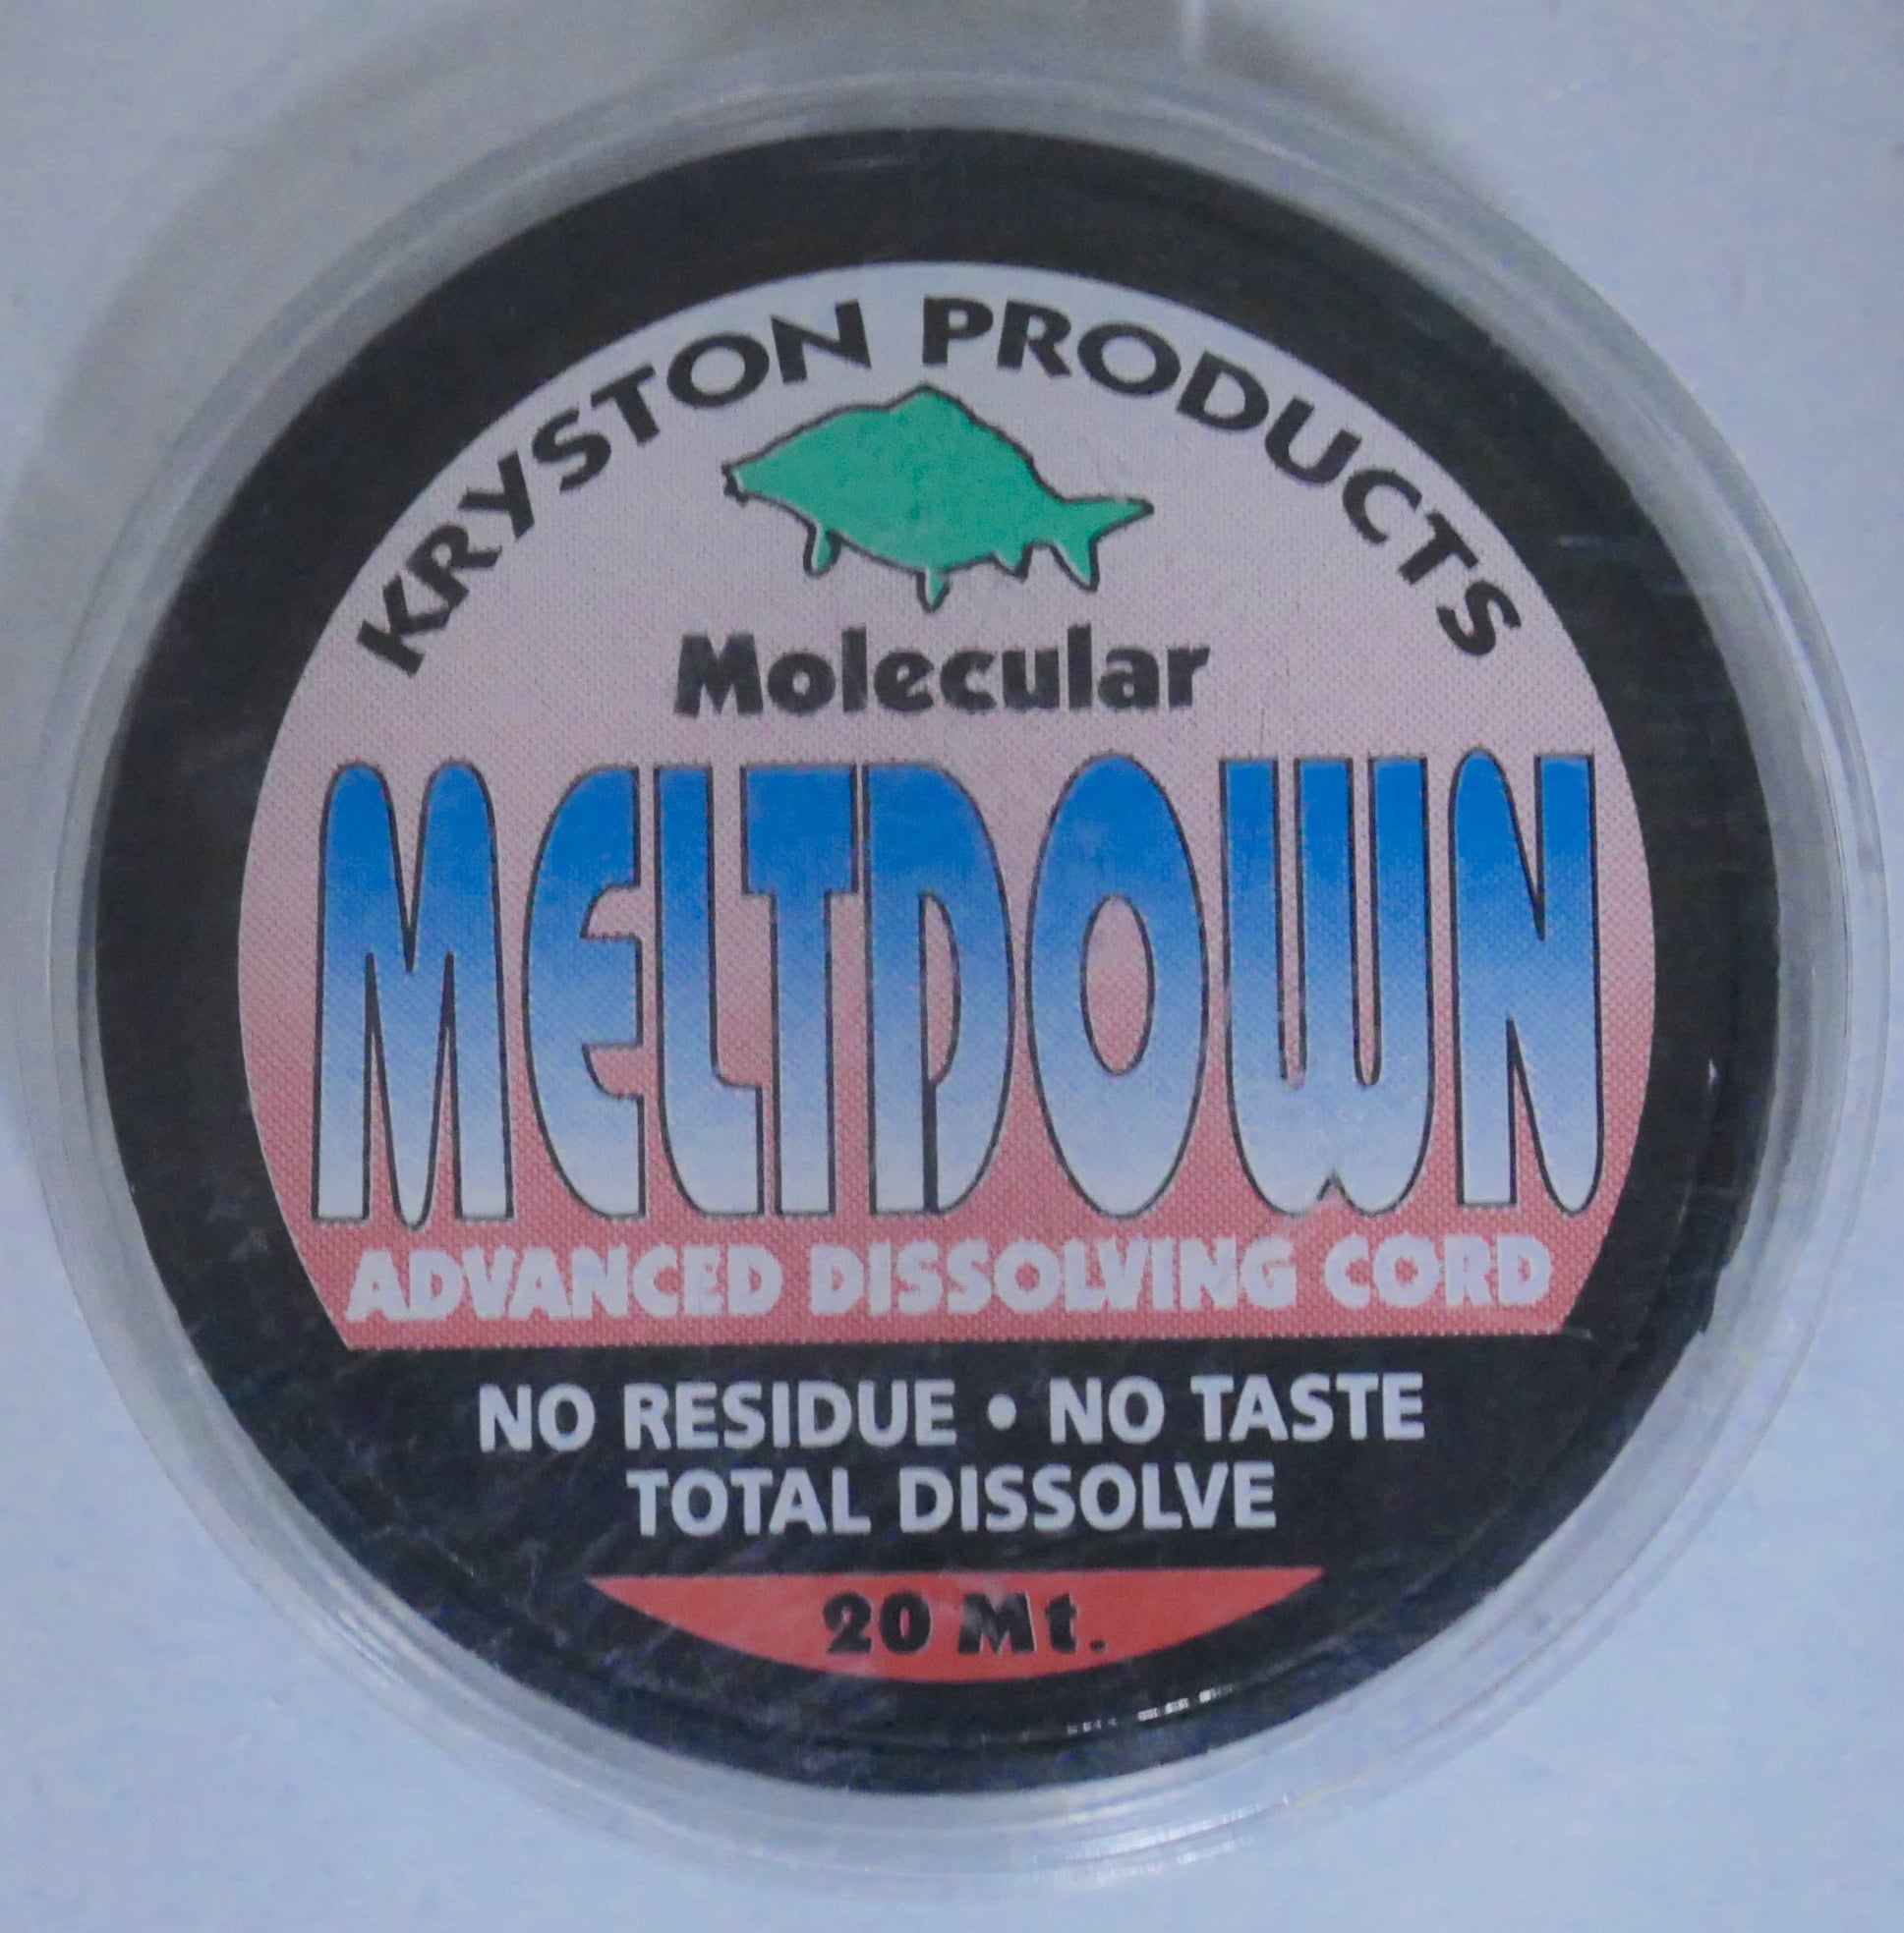 KRYSTON PRODUCTS
Molecular
MELTDOWN
ADVANCED DISSOLVING CORD
NO RESIDUE • NO TASTE
TOTAL DISSOLVE
20 Mt.